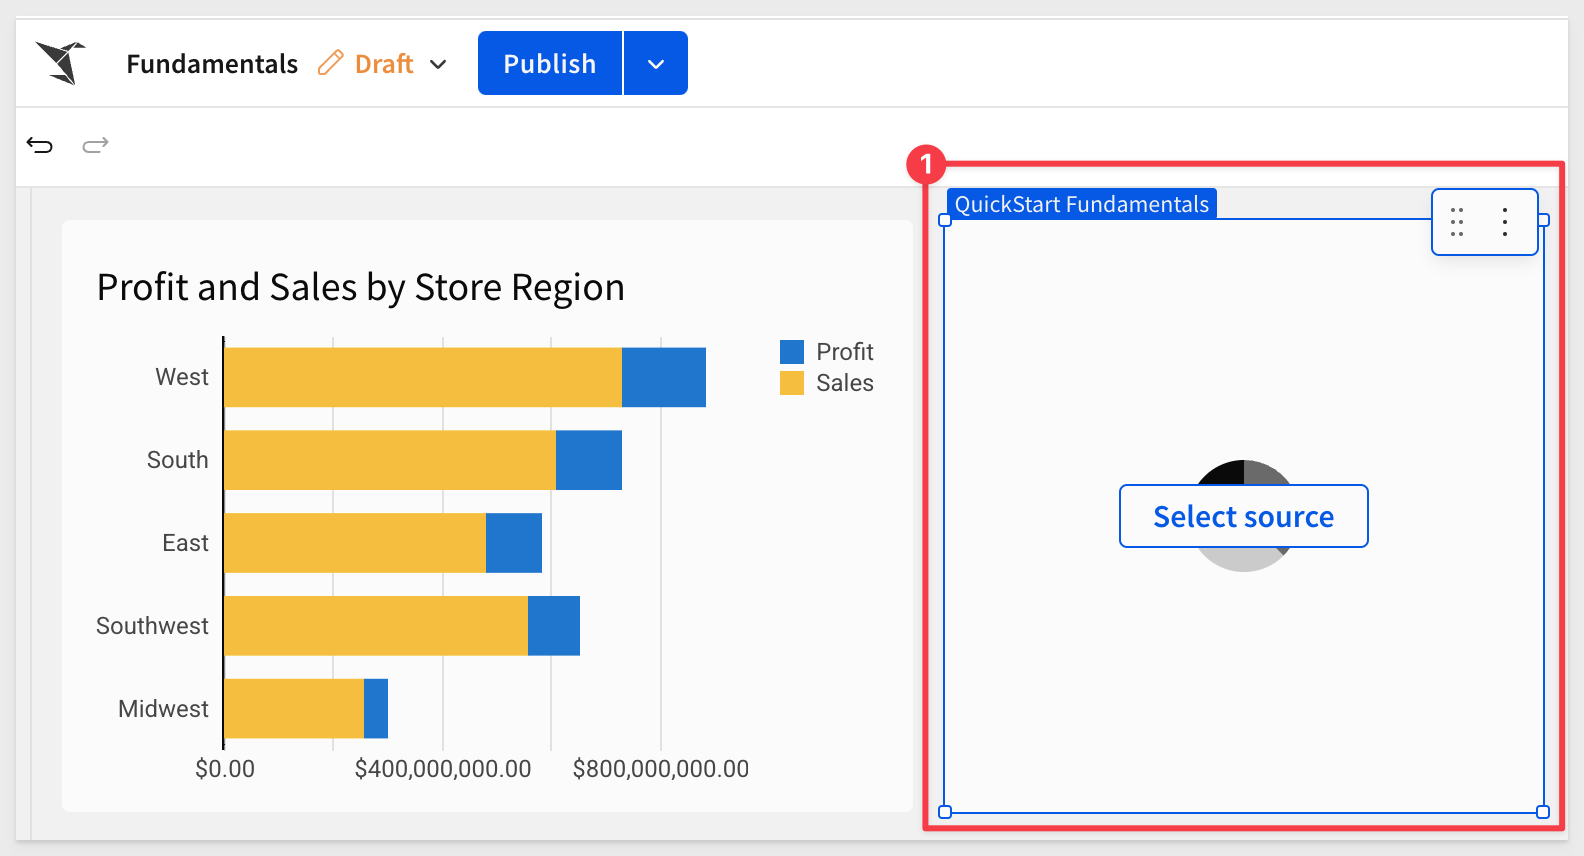 Fundamentals Draft Publish
1
QuickStart Fundamentals
Profit and Sales by Store Region
Profit
Sales
West
South
East
Southwest
Midwest
$0.00 $400,000,000.00 $800,000,000.00
Select source